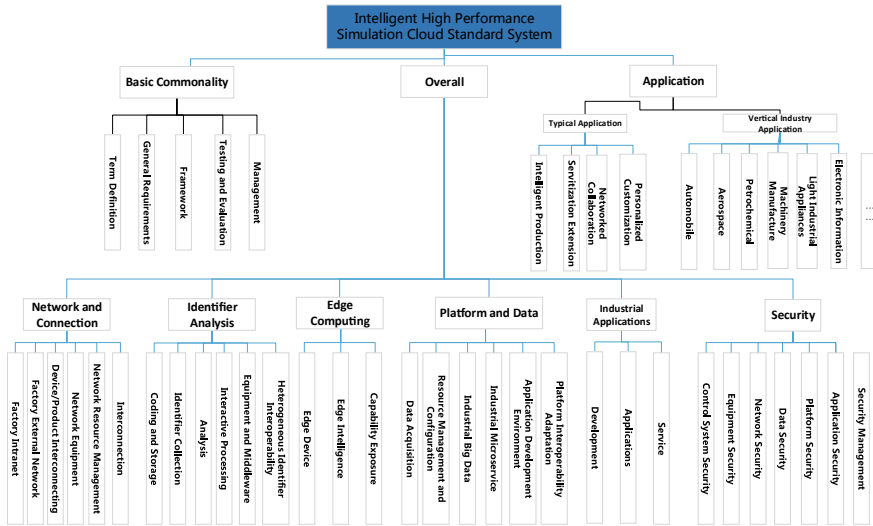 Intelligent High Performance
Simulation Cloud Standard System
Basic Commonality
Overall
Application
Typical Application
Vertical Industry
Application
Term Definition
General Requirements
Framework
Testing and Evaluation
Management
Intelligent Production
Servitization Extension
Networked
Collaboration
Personalized
Customization
Automobile
Aerospace
Petrochemical
Machinery
Manufacture
Light Industrial
Appliances
Electronic Information
......
Network and
Connection
Identifier
Analysis
Edge
Computing
Platform and Data
Industrial
Applications
Security
Factory Intranet
Factory External Network
Device/Product Interconnecting
Network Equipment
Network Resource Management
Interconnection
Coding and Storage
Identifier Collection
Analysis
Interactive Processing
Equipment and Middleware
Heterogeneous Identifier
Interoperability
Edge Device
Edge Intelligence
Capability Exposure
Data Acquisition
Resource Management and
Configuration
Industrial Big Data
Industrial Microservice
Application Development
Environment
Platform Interoperability
Adaptation
Development
Applications
Service
Control System Security
Equipment Security
Network Security
Data Security
Platform Security
Application Security
Security Management